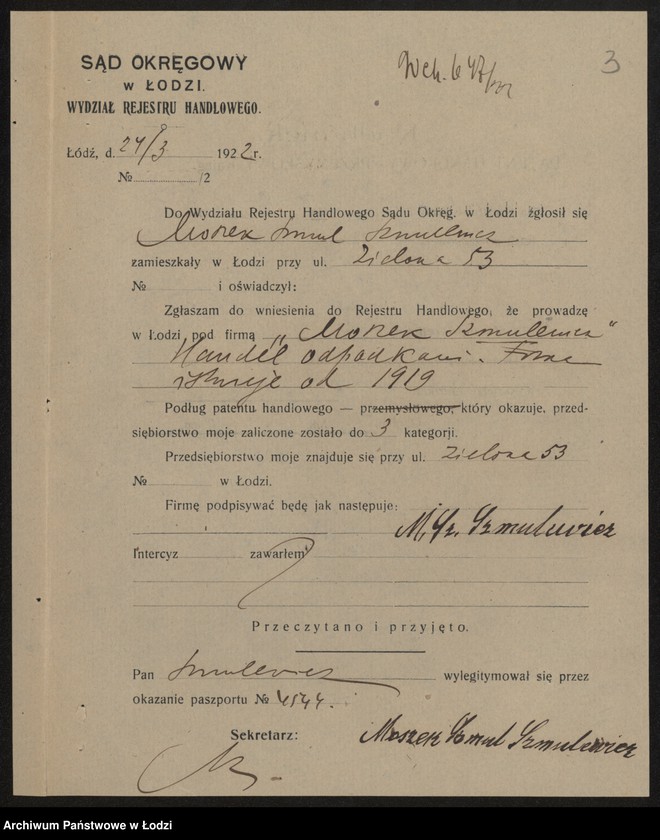 3
SĄD OKRĘGOWY
w ŁODZI.
WYDZIAŁ REJESTRU HANDLOWEGO.
Łódź, d. 24/3 1922r.
№ /2
Do Wydziału Rejestru Handlowego Sądu Okręg. w Łodzi zgłosił się
Moszek Szmul Szmulewicz
zamieszkały w Łodzi przy ul. Zielona 53
№ i oświadczył:
Zgłaszam do wniesienia do Rejestru Handlowego, że prowadzę
w Łodzi pod firmą „Moszek Szmulewicz"
Handel odpadkami. Firma
istnieje od 1919
Podług patentu handlowego — przemysłowego, który okazuje, przed-
siębiorstwo moje zaliczone zostało do 3 kategorji.
Przedsiębiorstwo moje znajduje się przy ul. Zielona 53
№ w Łodzi.
Firmę podpisywać będę jak następuje:
M. Sz. Szmulewicz
Intercyz zawarłem
Przeczytano i przyjęto.
Pan Szmulewicz wylegitymował się przez
okazanie paszportu № 4544.
Sekretarz:
Moszek Szmul Szmulewicz
Archiwum Państwowe w Łodzi